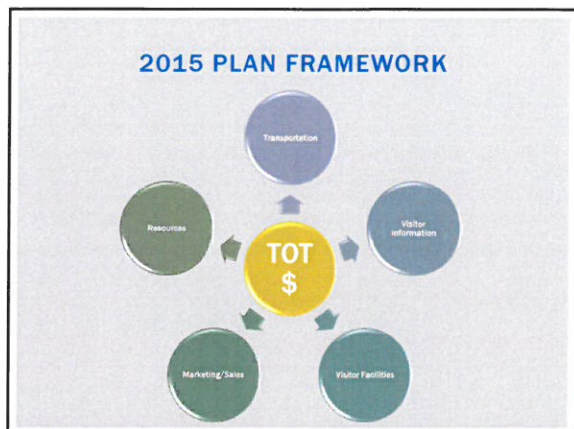 2015 PLAN FRAMEWORK
Transportation
Resources
Visitor
Information
TOT
$
Marketing/Sales
Visitor Facilities